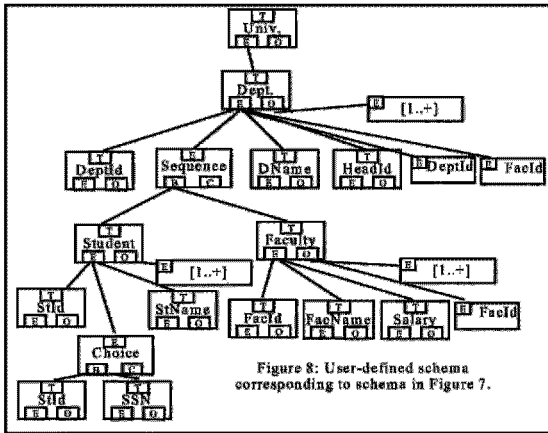 T
Univ.
E O
T
Dept.
E O
E [1..+]
T
DeptId
E O
E
Sequence
B C
T
DName
E O
T
HeadId
E O
E DeptId
E FacId
T
Student
E O
E [1..+]
T
Faculty
E O
E [1..+]
T
StId
E O
T
StName
E O
T
FacId
E O
T
FacName
E O
T
Salary
E O
E FacId
E
Choice
B C
T
StId
E O
T
SSN
E O
Figure 8: User-defined schema
corresponding to schema in Figure 7.